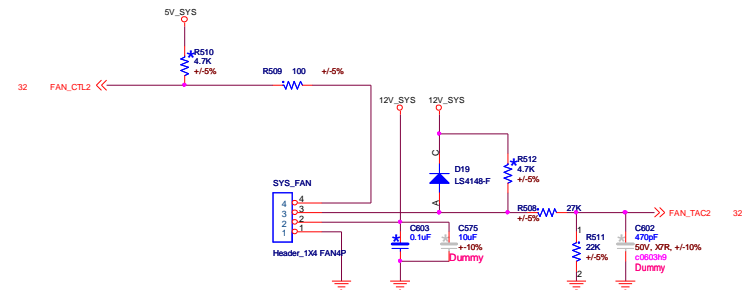 5V_SYS
*R510
4.7K
+/-5%
R509 100 +/-5%
32 FAN_CTL2
12V_SYS 12V_SYS
C
D19
LS4148-F
A
*R512
4.7K
+/-5%
SYS_FAN
4 4
3 3
2 2
1 1
Header_1X4 FAN4P
R508 27K
+/-5%
FAN_TAC2 32
C603
0.1uF
*
C575
10uF
+-10%
Dummy
*
1
R511
22K
+/-5%
2
*
C602
470pF
50V, X7R, +/-10%
c0603h9
Dummy
*